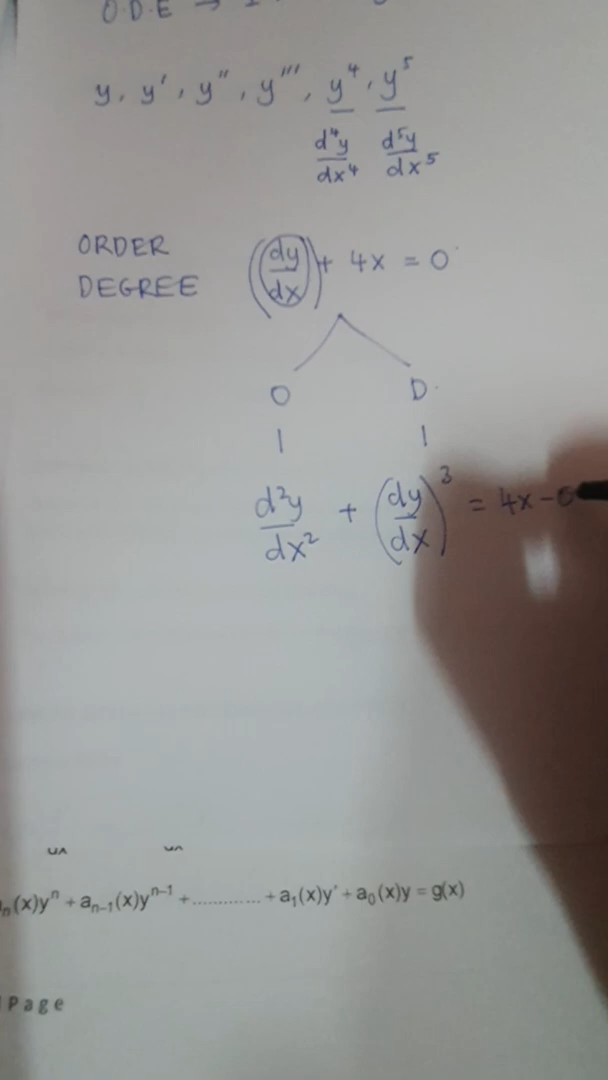 O.D.E →
y, y', y'', y''', y⁴, y⁵
d⁴y/dx⁴ d⁵y/dx⁵
ORDER (dy/dx) + 4x = 0
DEGREE
O D.
1 1
d²y/dx² + (dy/dx)³ = 4x -
ₙ(x)yⁿ + aₙ₋₁(x)yⁿ⁻¹ + ............. + a₁(x)y' + a₀(x)y = g(x)
Page